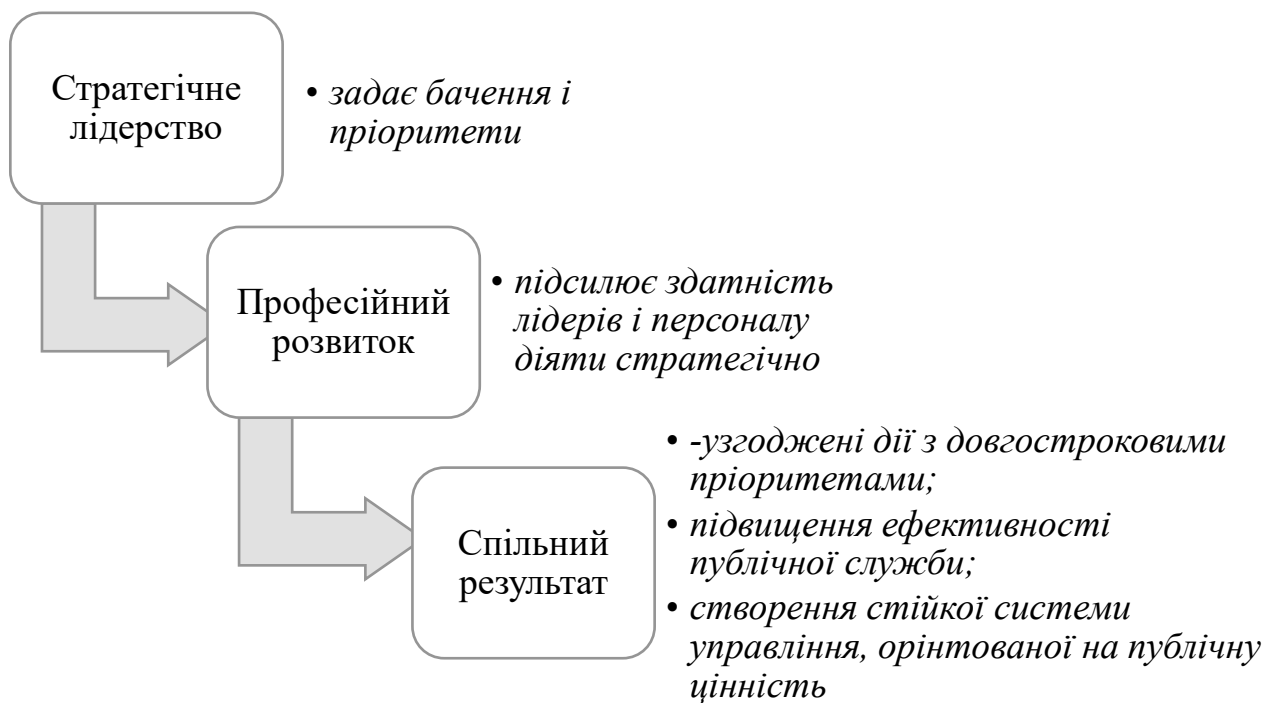 Стратегічне
лідерство
• задає бачення і
пріоритети
Професійний
розвиток
• підсилює здатність
лідерів і персоналу
діяти стратегічно
Спільний
результат
• -узгоджені дії з довгостроковими
пріоритетами;
• підвищення ефективності
публічної служби;
• створення стійкої системи
управління, орінтованої на публічну
цінність